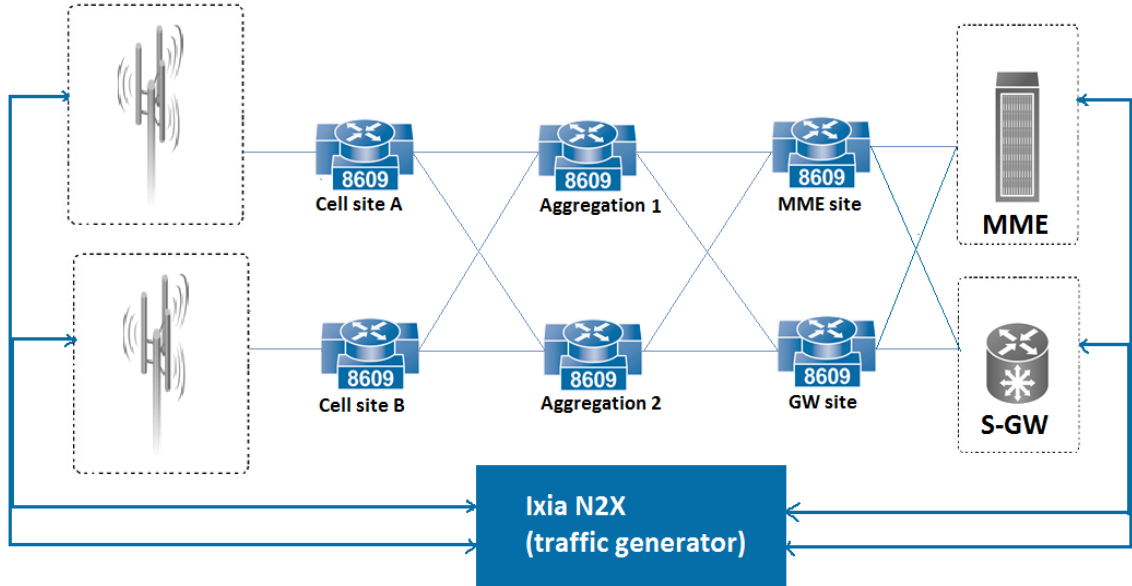 8609
Cell site A
8609
Aggregation 1
8609
MME site
MME
8609
Cell site B
8609
Aggregation 2
8609
GW site
S-GW
Ixia N2X
(traffic generator)